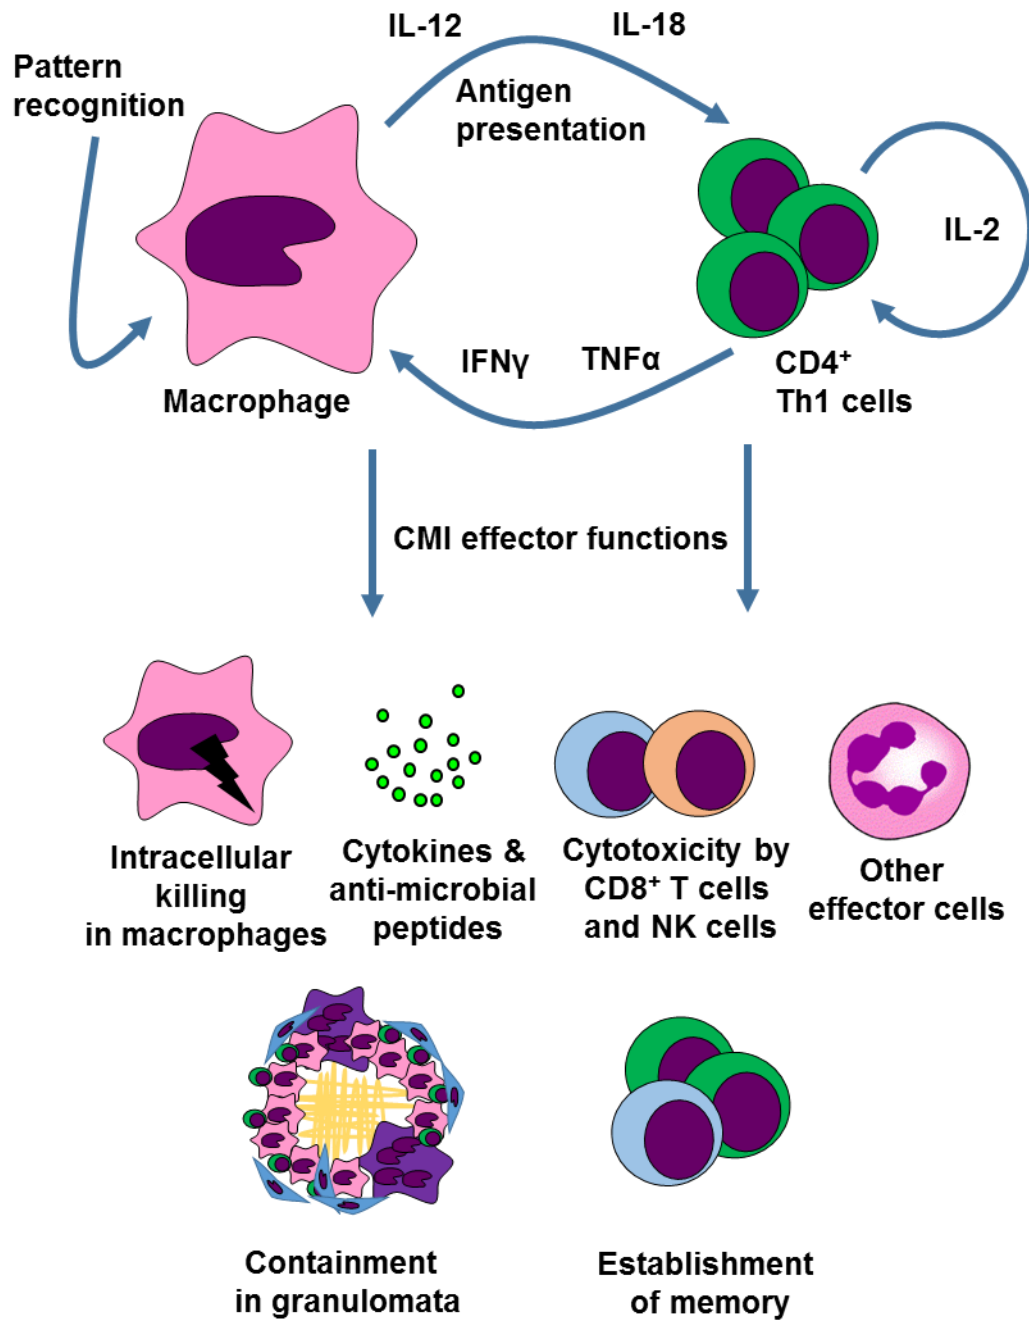 IL-12
IL-18
Pattern
recognition
Antigen
presentation
IL-2
IFNγ
TNFα
CD4⁺
Th1 cells
Macrophage
CMI effector functions
Intracellular
killing
in macrophages
Cytokines &
anti-microbial
peptides
Cytotoxicity by
CD8⁺ T cells
and NK cells
Other
effector cells
Containment
in granulomata
Establishment
of memory